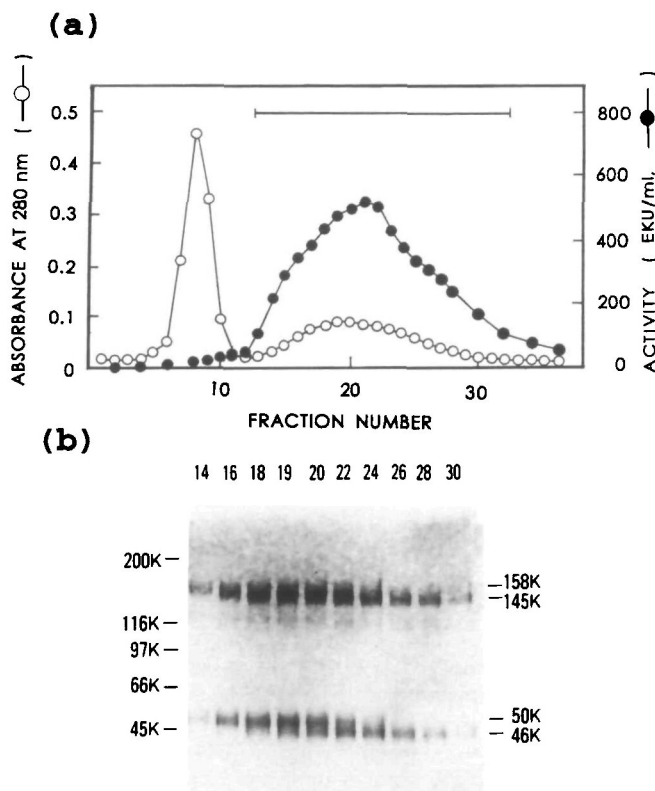 (a)
ABSORBANCE AT 280 nm ( —○— )
0.5
0.4
0.3
0.2
0.1
0
800
600
400
200
0
ACTIVITY ( EKU/ml, —●— )
10 20 30
FRACTION NUMBER
(b)
14 16 18 19 20 22 24 26 28 30
200K
116K
97K
66K
45K
158K
145K
50K
46K